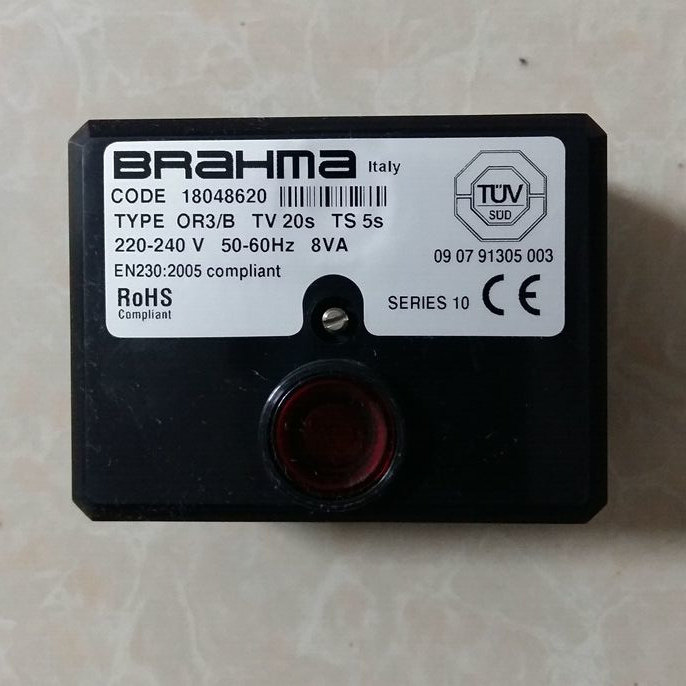 BRAHMA Italy
CODE 18048620
TYPE OR3/B TV 20s TS 5s
220-240 V 50-60Hz 8VA
EN230:2005 compliant
RoHS
Compliant
TÜV
SÜD
09 07 91305 003
SERIES 10 CE